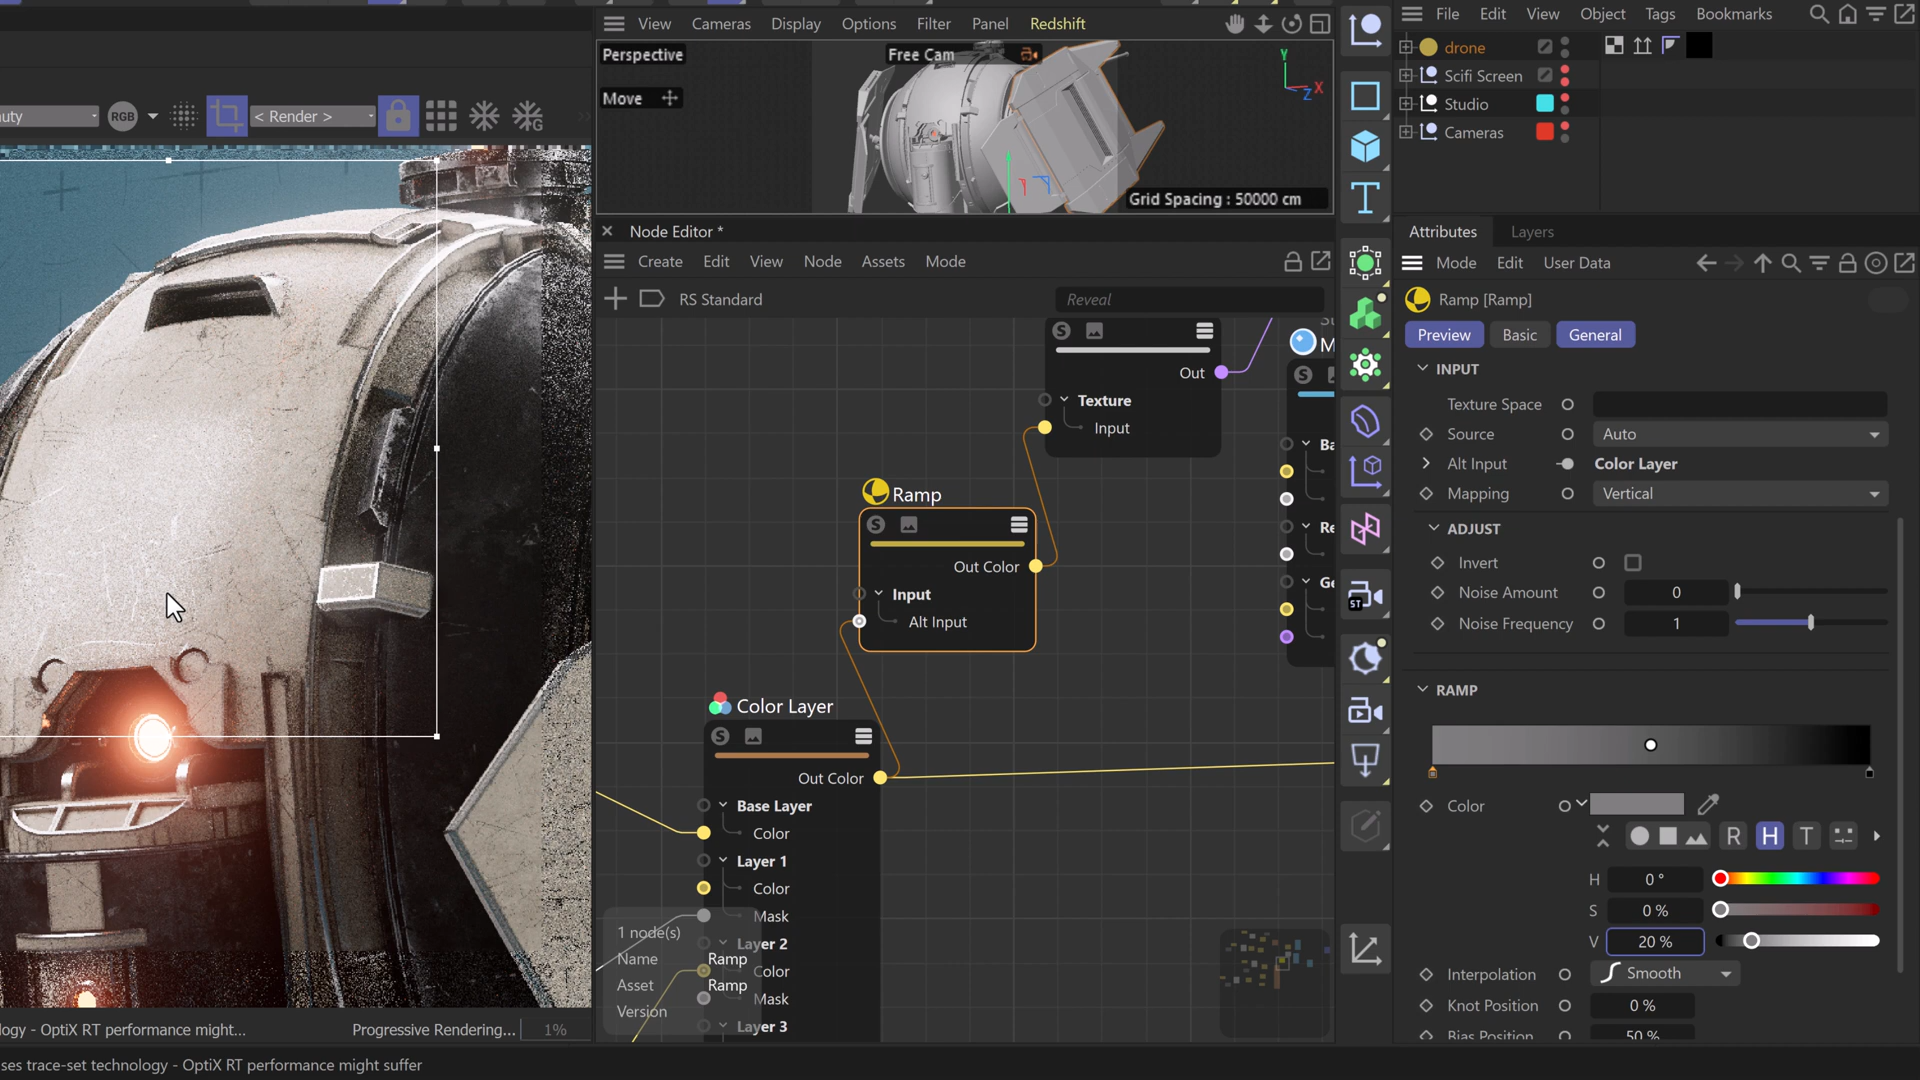 View Cameras Display Options Filter Panel Redshift
File Edit View Object Tags Bookmarks
Perspective
Free Cam
drone
Scifi Screen
Move
Studio
uty
RGB
< Render >
G
Cameras
Y
X
Z
ST
T
Grid Spacing : 50000 cm
Node Editor *
Attributes Layers
Create Edit View Node Assets Mode
Mode Edit User Data
RS Standard
Reveal
Ramp [Ramp]
Preview Basic General
S
M
Out
S
INPUT
Texture
Input
Texture Space
Source Auto
Ba
Alt Input Color Layer
Mapping Vertical
Ramp
S
Out Color
Re
ADJUST
Input
Alt Input
Ge
Invert
Noise Amount 0
Noise Frequency 1
RAMP
Color Layer
S
Out Color
Base Layer
Color
Color
Layer 1
Color
R H T
Mask
H 0 °
S 0 %
V 20 %
1 node(s)
Layer 2
Name Ramp
Color
Asset Ramp
Mask
Version
Layer 3
Interpolation Smooth
Knot Position 0 %
Bias Position 50 %
logy - OptiX RT performance might...
Progressive Rendering... 1%
ses trace-set technology - OptiX RT performance might suffer